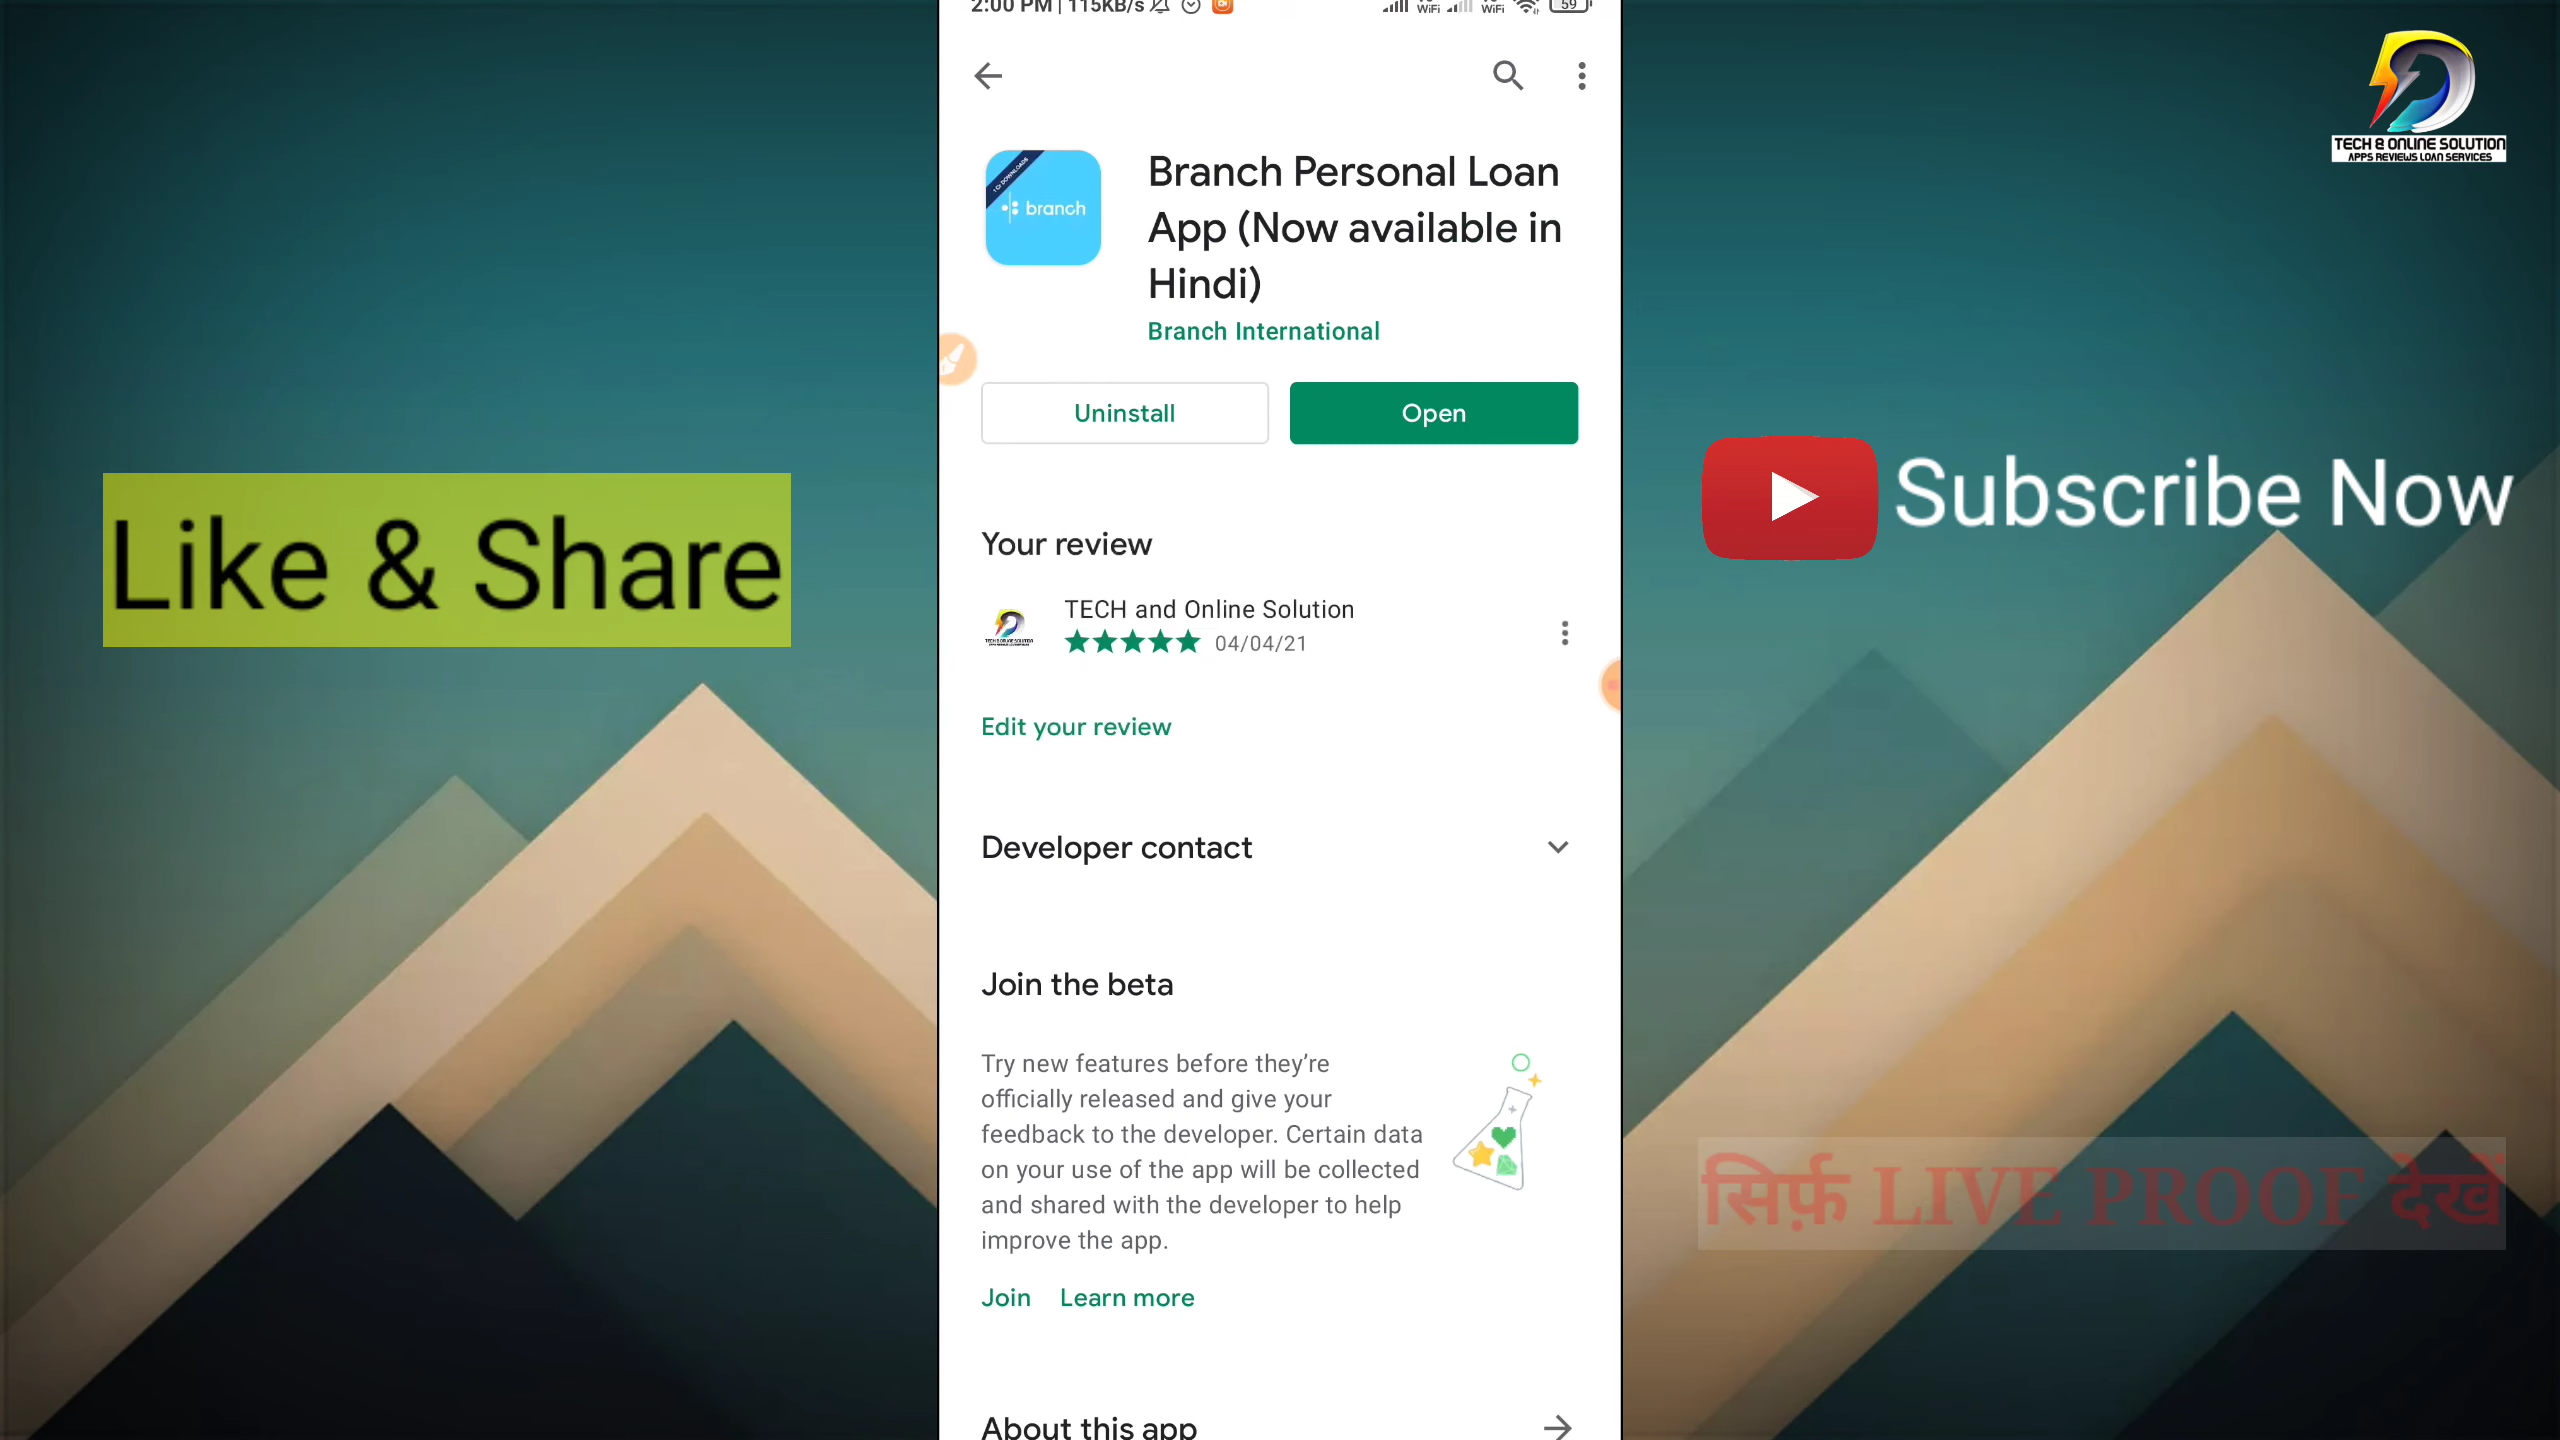 2:00 PM | 115KB/s
WiFi
WiFi
59
TECH & ONLINE SOLUTION
APPS REVIEWS LOAN SERVICES
branch
Branch Personal Loan
App (Now available in
Hindi)
Branch International
Uninstall
Open
Like & Share
Subscribe Now
Your review
TECH and Online Solution
04/04/21
Edit your review
Developer contact
Join the beta
Try new features before they’re
officially released and give your
feedback to the developer. Certain data
on your use of the app will be collected
and shared with the developer to help
improve the app.
सिर्फ़ LIVE PROOF देखें
Join Learn more
About this app